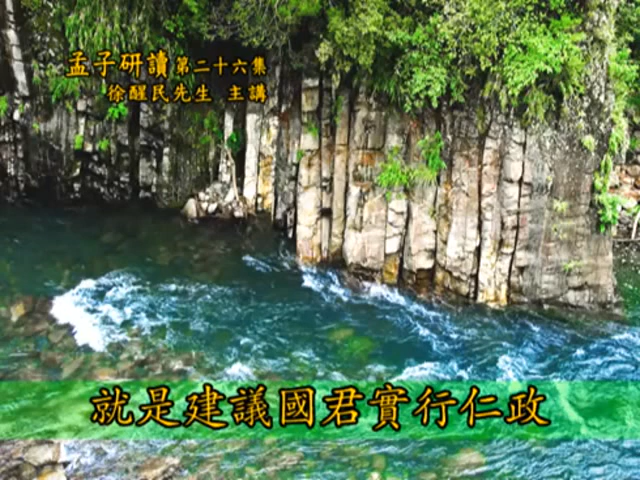 孟子研讀 第二十六集
徐醒民先生 主講
就是建議國君實行仁政